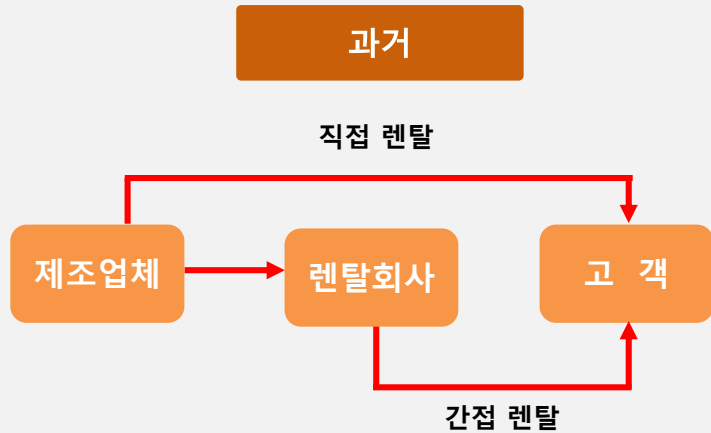 과거
직접 렌탈
제조업체
렌탈회사
고 객
간접 렌탈